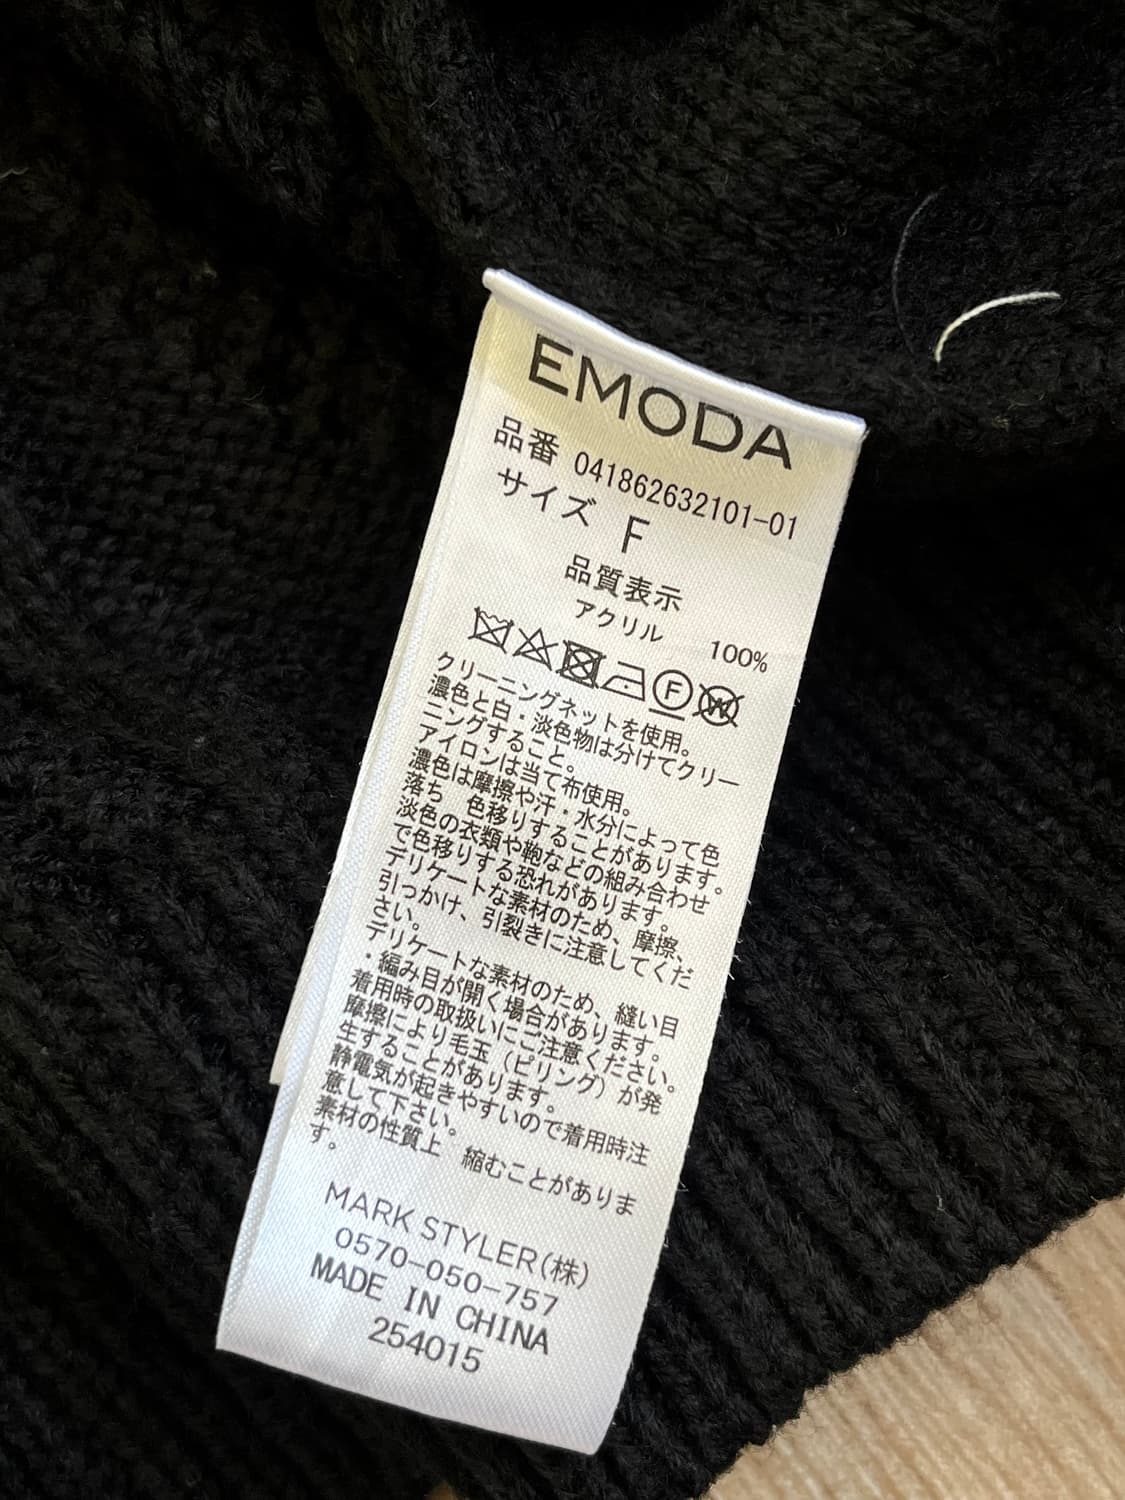 EMODA
品番 041862632101-01
サイズ F
品質表示
アクリル 100%
F W
クリーニングネットを使用。
濃色と白・淡色物は分けてクリー
ニングすること。
アイロンは当て布使用。
濃色は摩擦や汗・水分によって色
落ち 色移りすることがあります。
淡色の衣類や鞄などの組み合わせ
で色移りする恐れがあります。
デリケートな素材のため、摩擦、
引っかけ、引裂きに注意してくだ
さい。
デリケートな素材のため、縫い目
・編み目が開く場合があります。
着用時の取扱いにご注意ください。
摩擦により毛玉（ピリング）が発
生することがあります。
静電気が起きやすいので着用時注
意して下さい。
素材の性質上 縮むことがありま
す。
MARK STYLER(株)
0570-050-757
MADE IN CHINA
254015